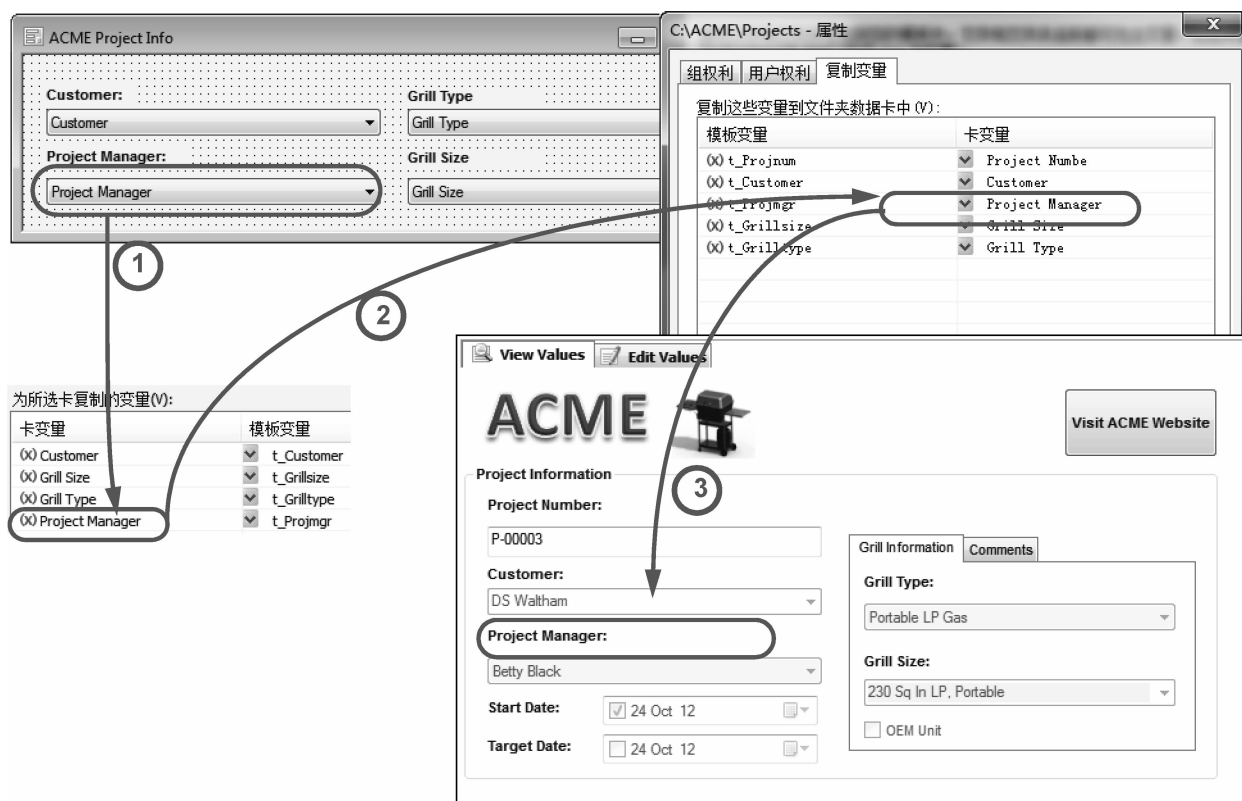 ACME Project Info
Customer:
Customer
Project Manager:
Project Manager
Grill Type
Grill Type
Grill Size
Grill Size
C:\ACME\Projects - 属性
组权利 用户权利 复制变量
复制这些变量到文件夹数据卡中(V):
模板变量 卡变量
(x) t_Projnum Project Numbe
(x) t_Customer Customer
(x) t_Projmgr Project Manager
(x) t_Grillsize Grill Size
(x) t_Grilltype Grill Type
1
2
为所选卡复制的变量(V):
卡变量 模板变量
(x) Customer t_Customer
(x) Grill Size t_Grillsize
(x) Grill Type t_Grilltype
(x) Project Manager t_Projmgr
View Values Edit Values
ACME
Visit ACME Website
3
Project Information
Project Number:
P-00003
Customer:
DS Waltham
Project Manager:
Betty Black
Start Date: 24 Oct 12
Target Date: 24 Oct 12
Grill Information Comments
Grill Type:
Portable LP Gas
Grill Size:
230 Sq In LP, Portable
OEM Unit